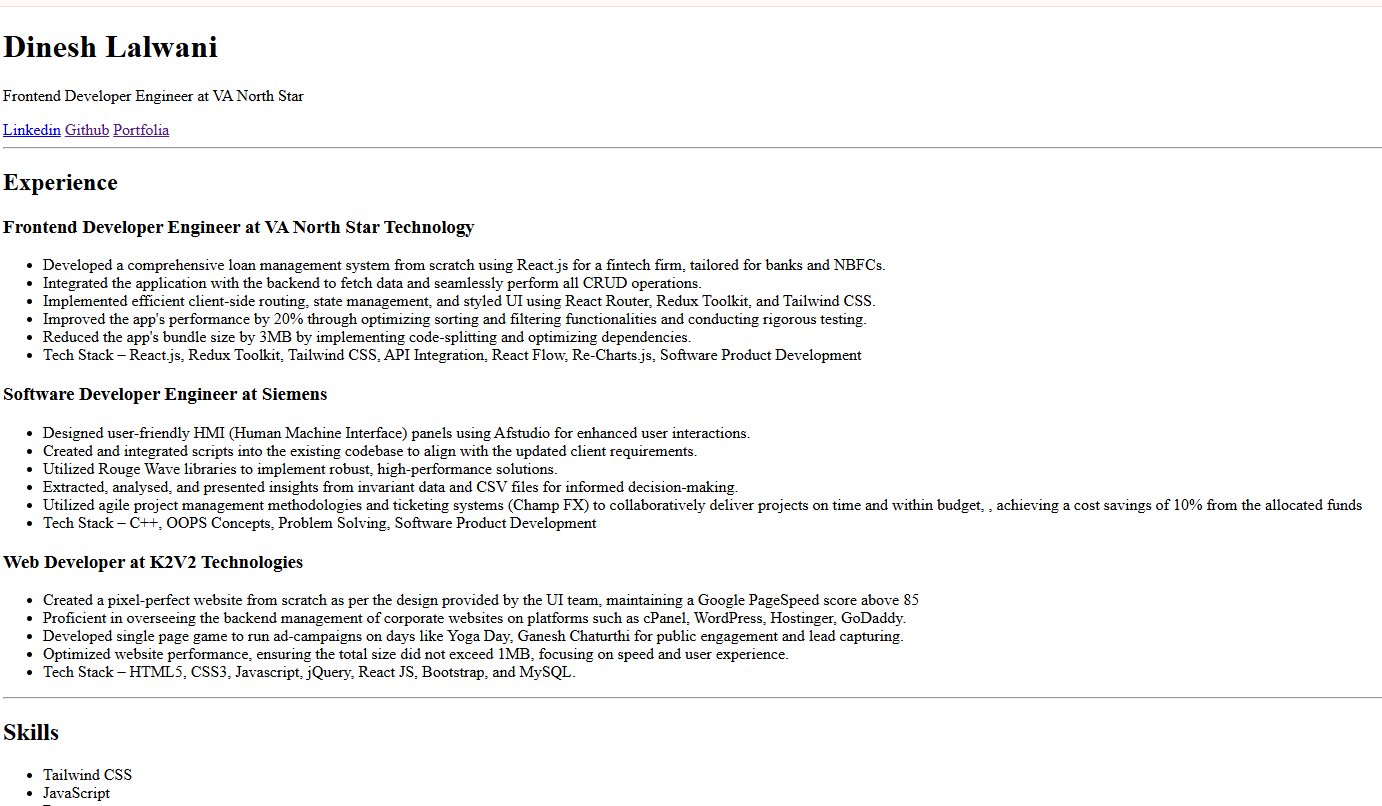 Dinesh Lalwani
Frontend Developer Engineer at VA North Star
Linkedin Github Portfolia
Experience
Frontend Developer Engineer at VA North Star Technology
• Developed a comprehensive loan management system from scratch using React.js for a fintech firm, tailored for banks and NBFCs.
• Integrated the application with the backend to fetch data and seamlessly perform all CRUD operations.
• Implemented efficient client-side routing, state management, and styled UI using React Router, Redux Toolkit, and Tailwind CSS.
• Improved the app's performance by 20% through optimizing sorting and filtering functionalities and conducting rigorous testing.
• Reduced the app's bundle size by 3MB by implementing code-splitting and optimizing dependencies.
• Tech Stack – React.js, Redux Toolkit, Tailwind CSS, API Integration, React Flow, Re-Charts.js, Software Product Development
Software Developer Engineer at Siemens
• Designed user-friendly HMI (Human Machine Interface) panels using Afstudio for enhanced user interactions.
• Created and integrated scripts into the existing codebase to align with the updated client requirements.
• Utilized Rouge Wave libraries to implement robust, high-performance solutions.
• Extracted, analysed, and presented insights from invariant data and CSV files for informed decision-making.
• Utilized agile project management methodologies and ticketing systems (Champ FX) to collaboratively deliver projects on time and within budget, , achieving a cost savings of 10% from the allocated funds
• Tech Stack – C++, OOPS Concepts, Problem Solving, Software Product Development
Web Developer at K2V2 Technologies
• Created a pixel-perfect website from scratch as per the design provided by the UI team, maintaining a Google PageSpeed score above 85
• Proficient in overseeing the backend management of corporate websites on platforms such as cPanel, WordPress, Hostinger, GoDaddy.
• Developed single page game to run ad-campaigns on days like Yoga Day, Ganesh Chaturthi for public engagement and lead capturing.
• Optimized website performance, ensuring the total size did not exceed 1MB, focusing on speed and user experience.
• Tech Stack – HTML5, CSS3, Javascript, jQuery, React JS, Bootstrap, and MySQL.
Skills
• Tailwind CSS
• JavaScript